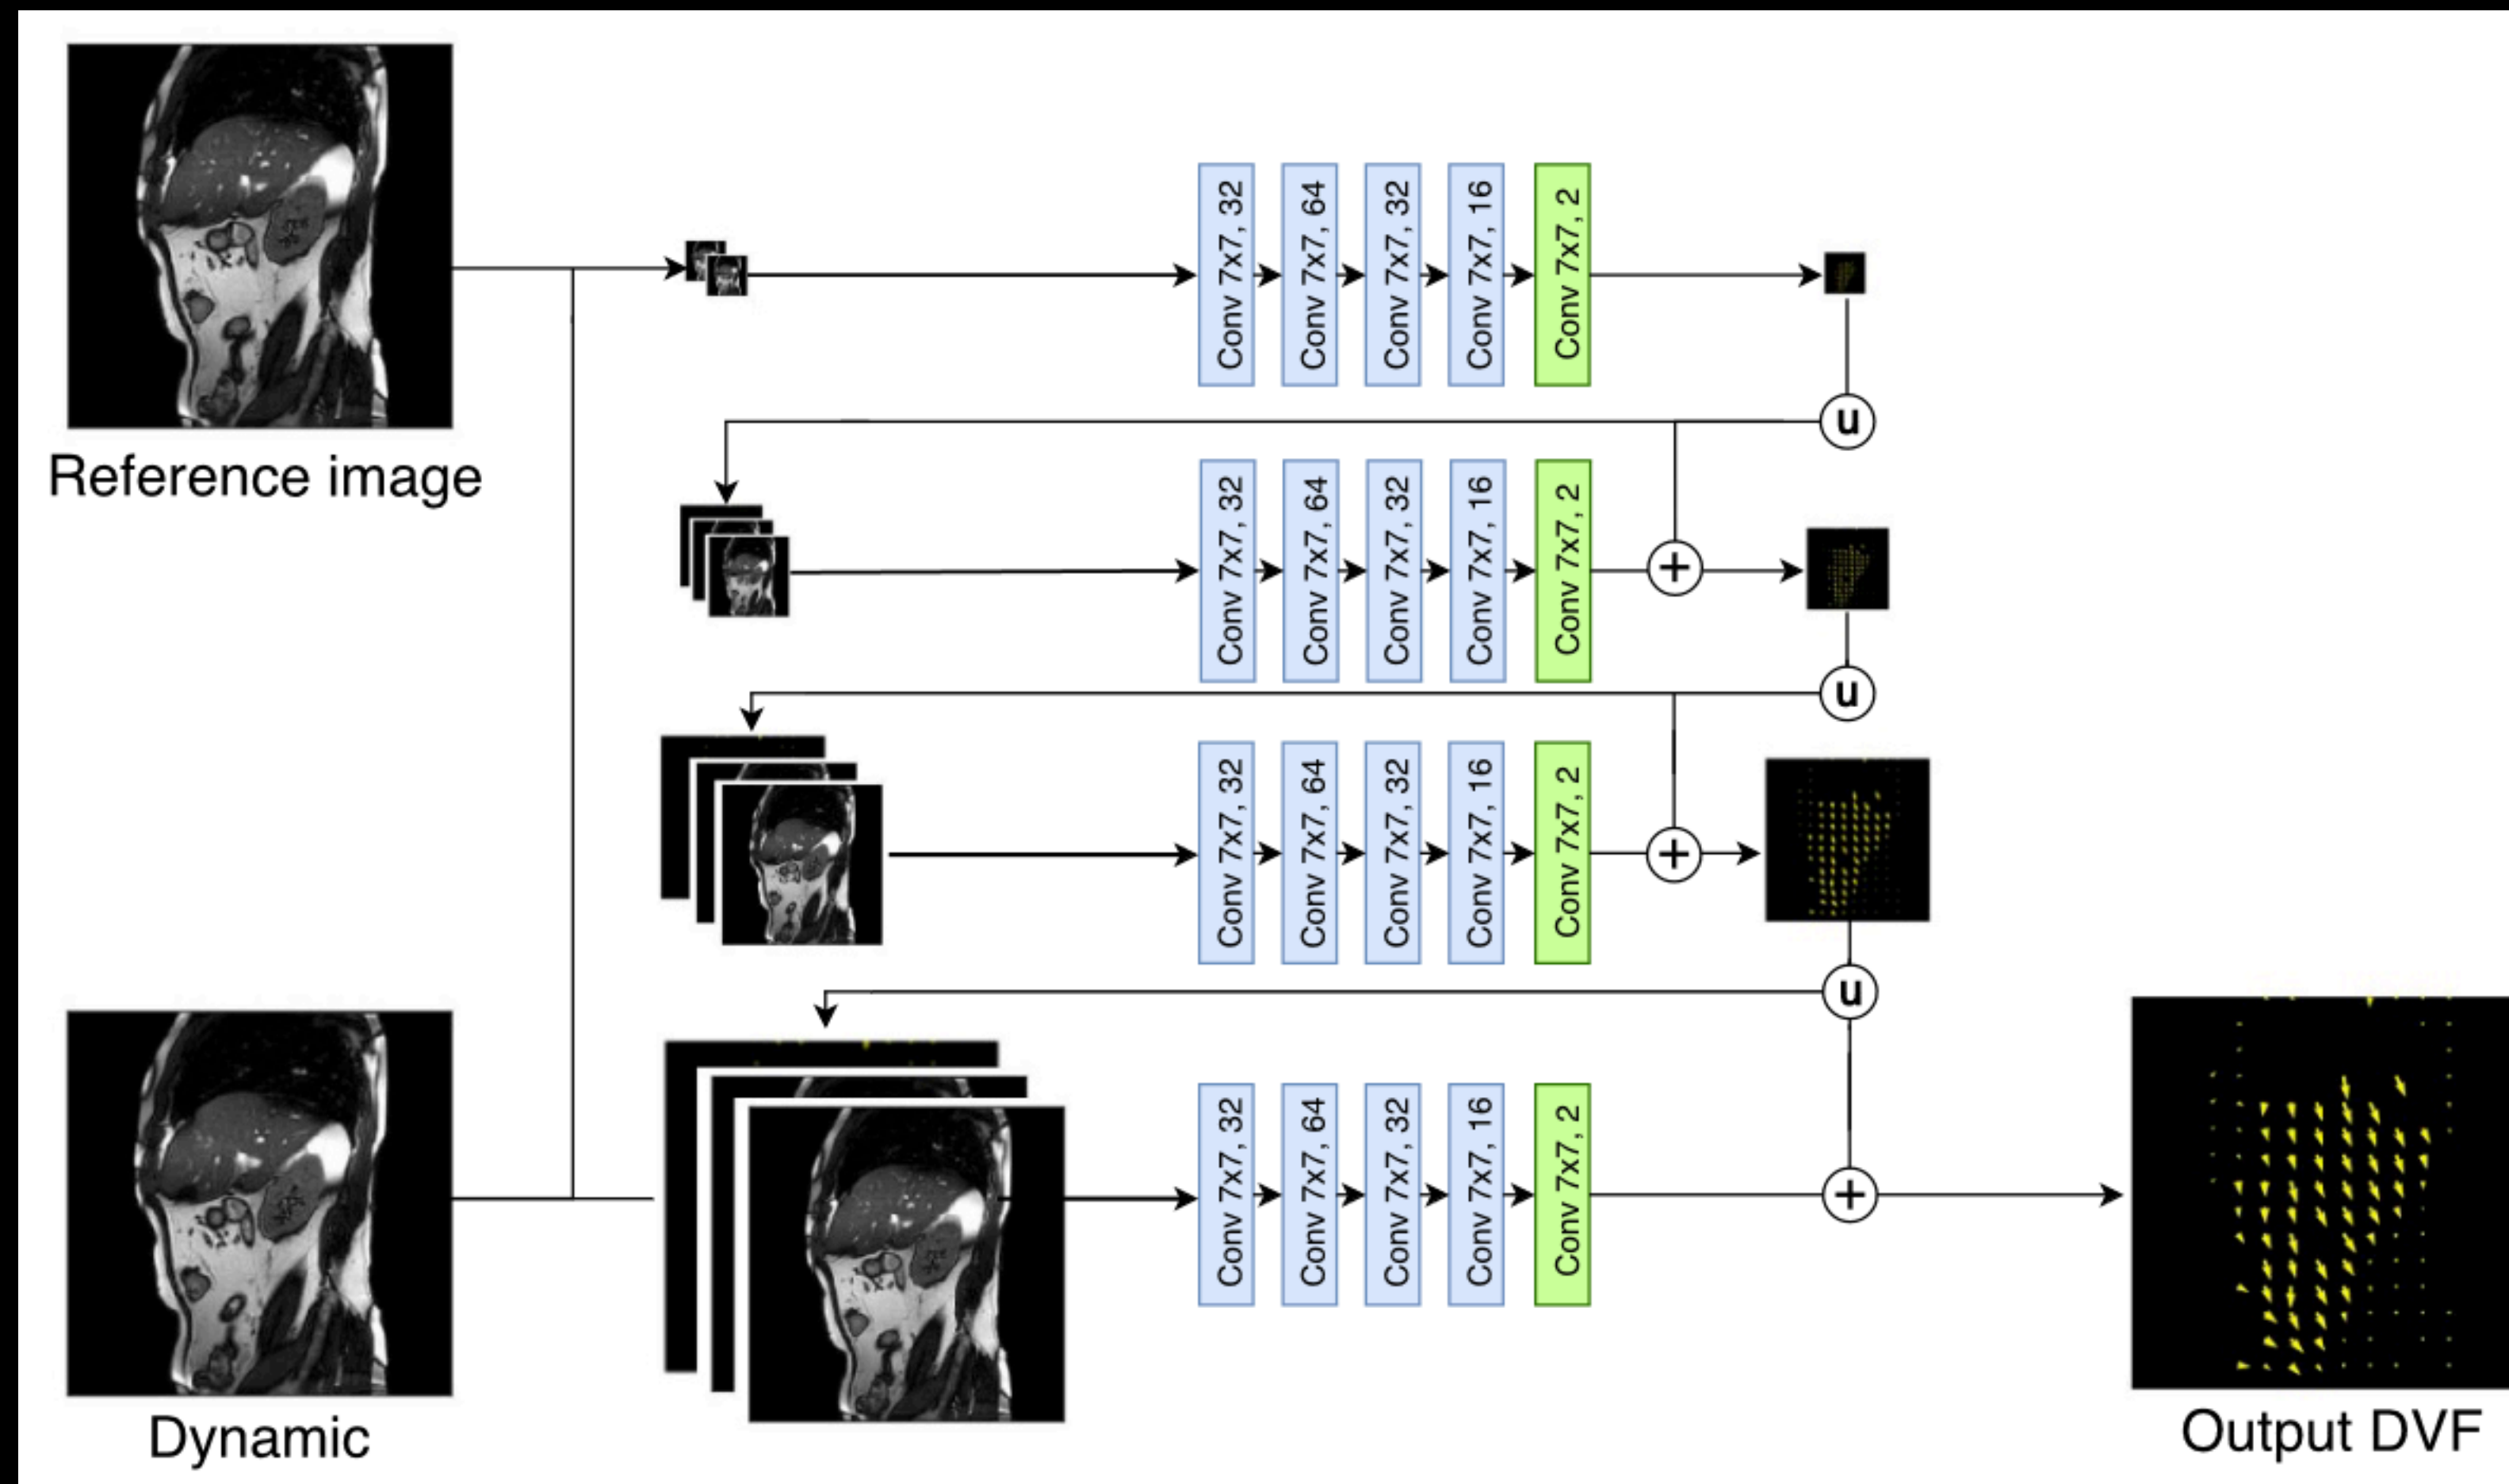 Reference image
Conv 7x7, 32
Conv 7x7, 64
Conv 7x7, 32
Conv 7x7, 16
Conv 7x7, 2
u
Conv 7x7, 32
Conv 7x7, 64
Conv 7x7, 32
Conv 7x7, 16
Conv 7x7, 2
+
u
Conv 7x7, 32
Conv 7x7, 64
Conv 7x7, 32
Conv 7x7, 16
Conv 7x7, 2
+
u
Conv 7x7, 32
Conv 7x7, 64
Conv 7x7, 32
Conv 7x7, 16
Conv 7x7, 2
+
Dynamic
Output DVF